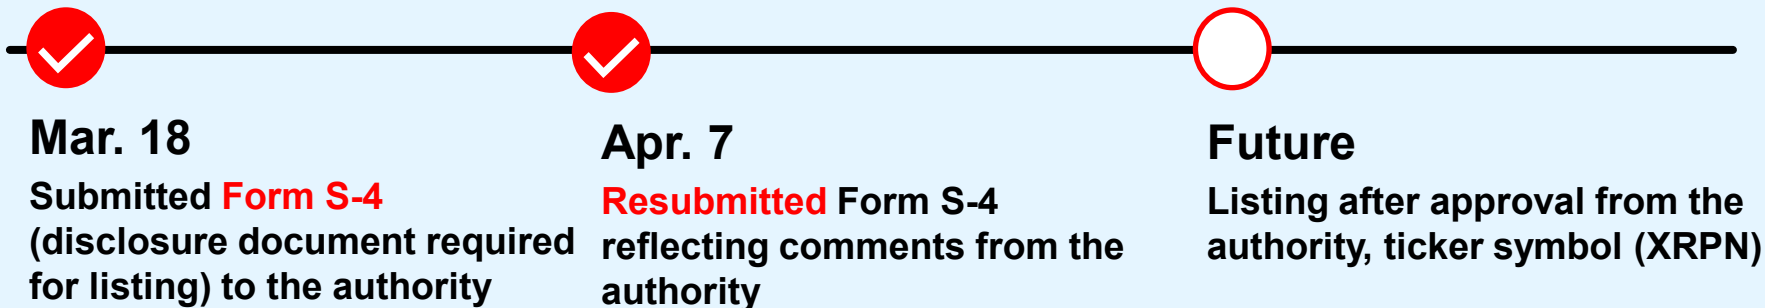 Mar. 18
Submitted Form S-4
(disclosure document required
for listing) to the authority
Apr. 7
Resubmitted Form S-4
reflecting comments from the
authority
Future
Listing after approval from the
authority, ticker symbol (XRPN)